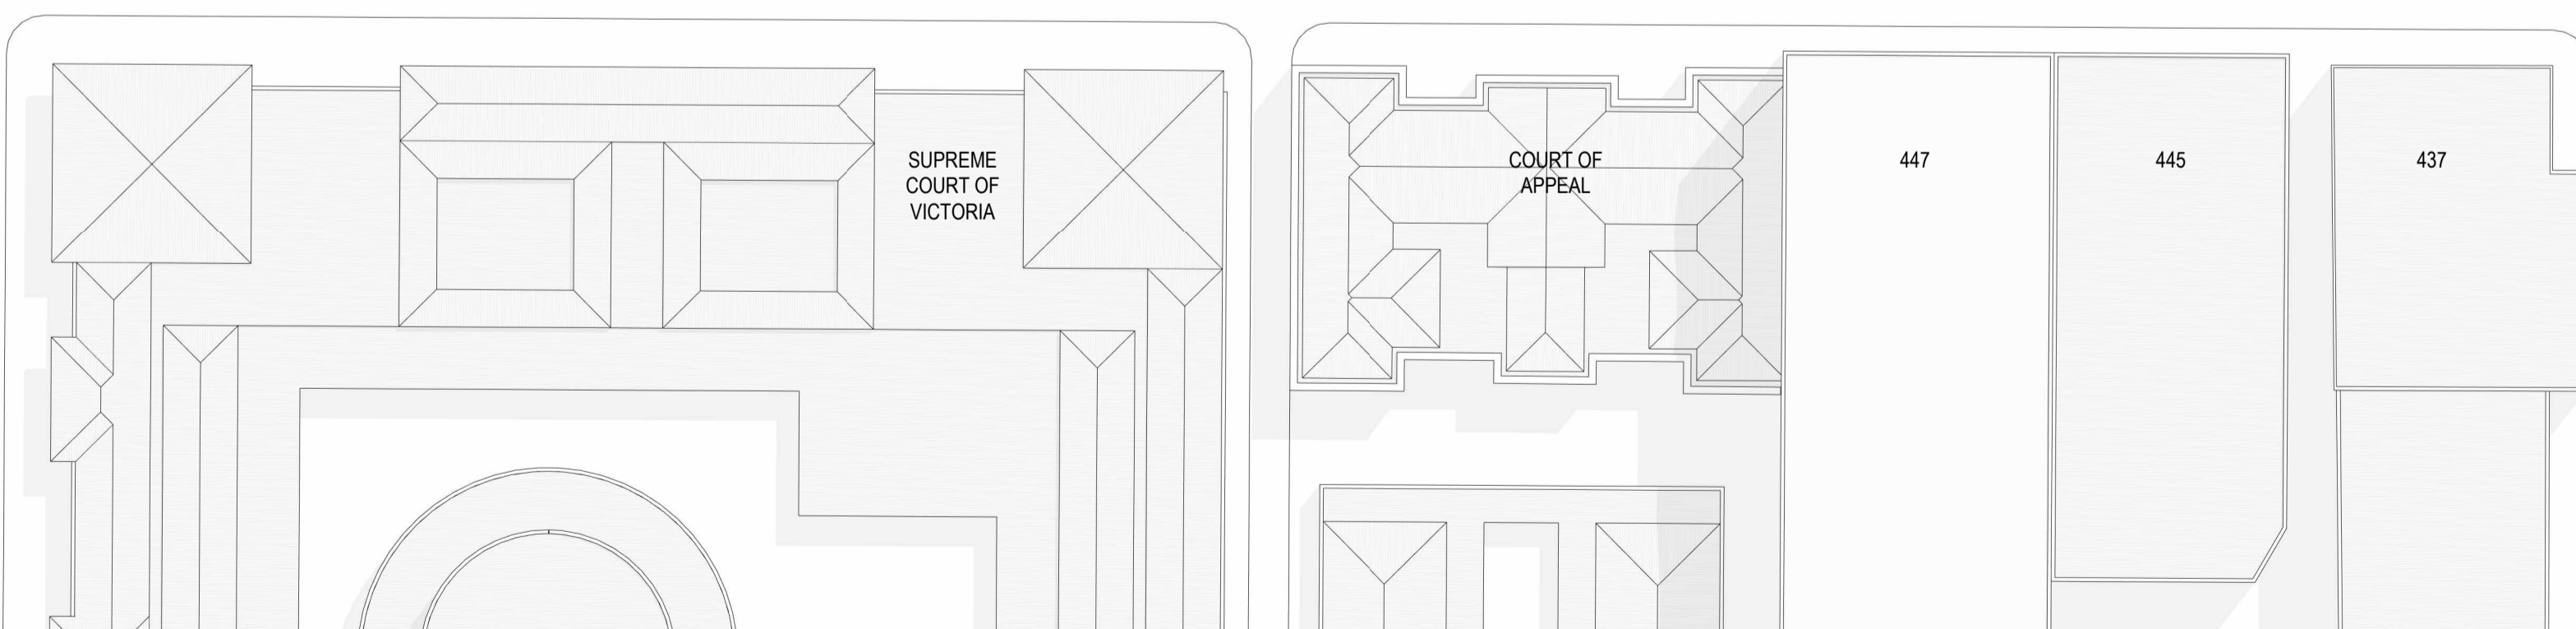 SUPREME
COURT OF
VICTORIA
COURT OF
APPEAL
447
445
437